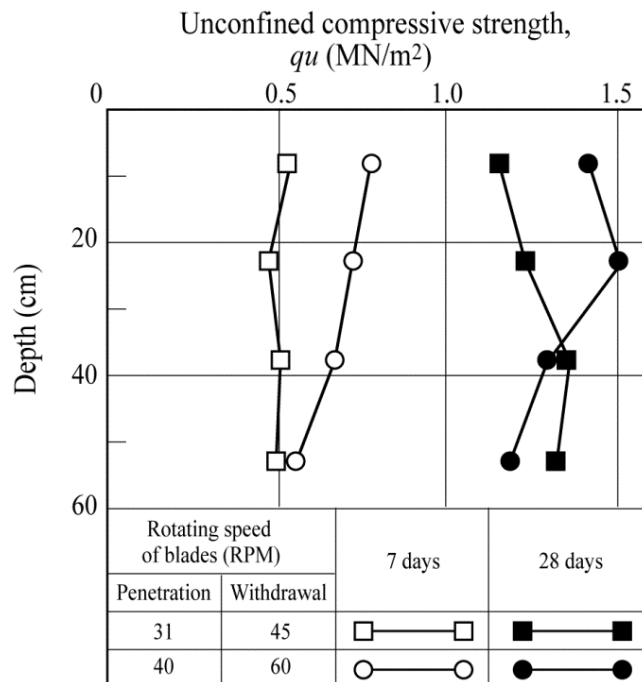 Unconfined compressive strength,
qu (MN/m²)
0 0.5 1.0 1.5
Depth (cm)
20
40
60
Rotating speed
of blades (RPM)
7 days
28 days
Penetration Withdrawal
31 45
40 60